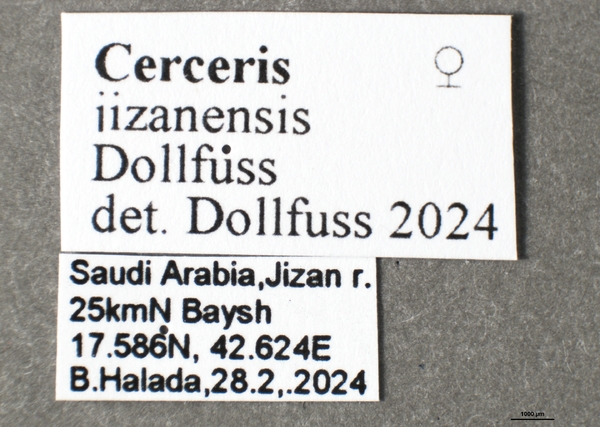 Cerceris ♀
jizanensis
Dollfuss
det. Dollfuss 2024
Saudi Arabia,Jizan r.
25kmN Baysh
17.586N, 42.624E
B.Halada,28.2,.2024
1000 µm